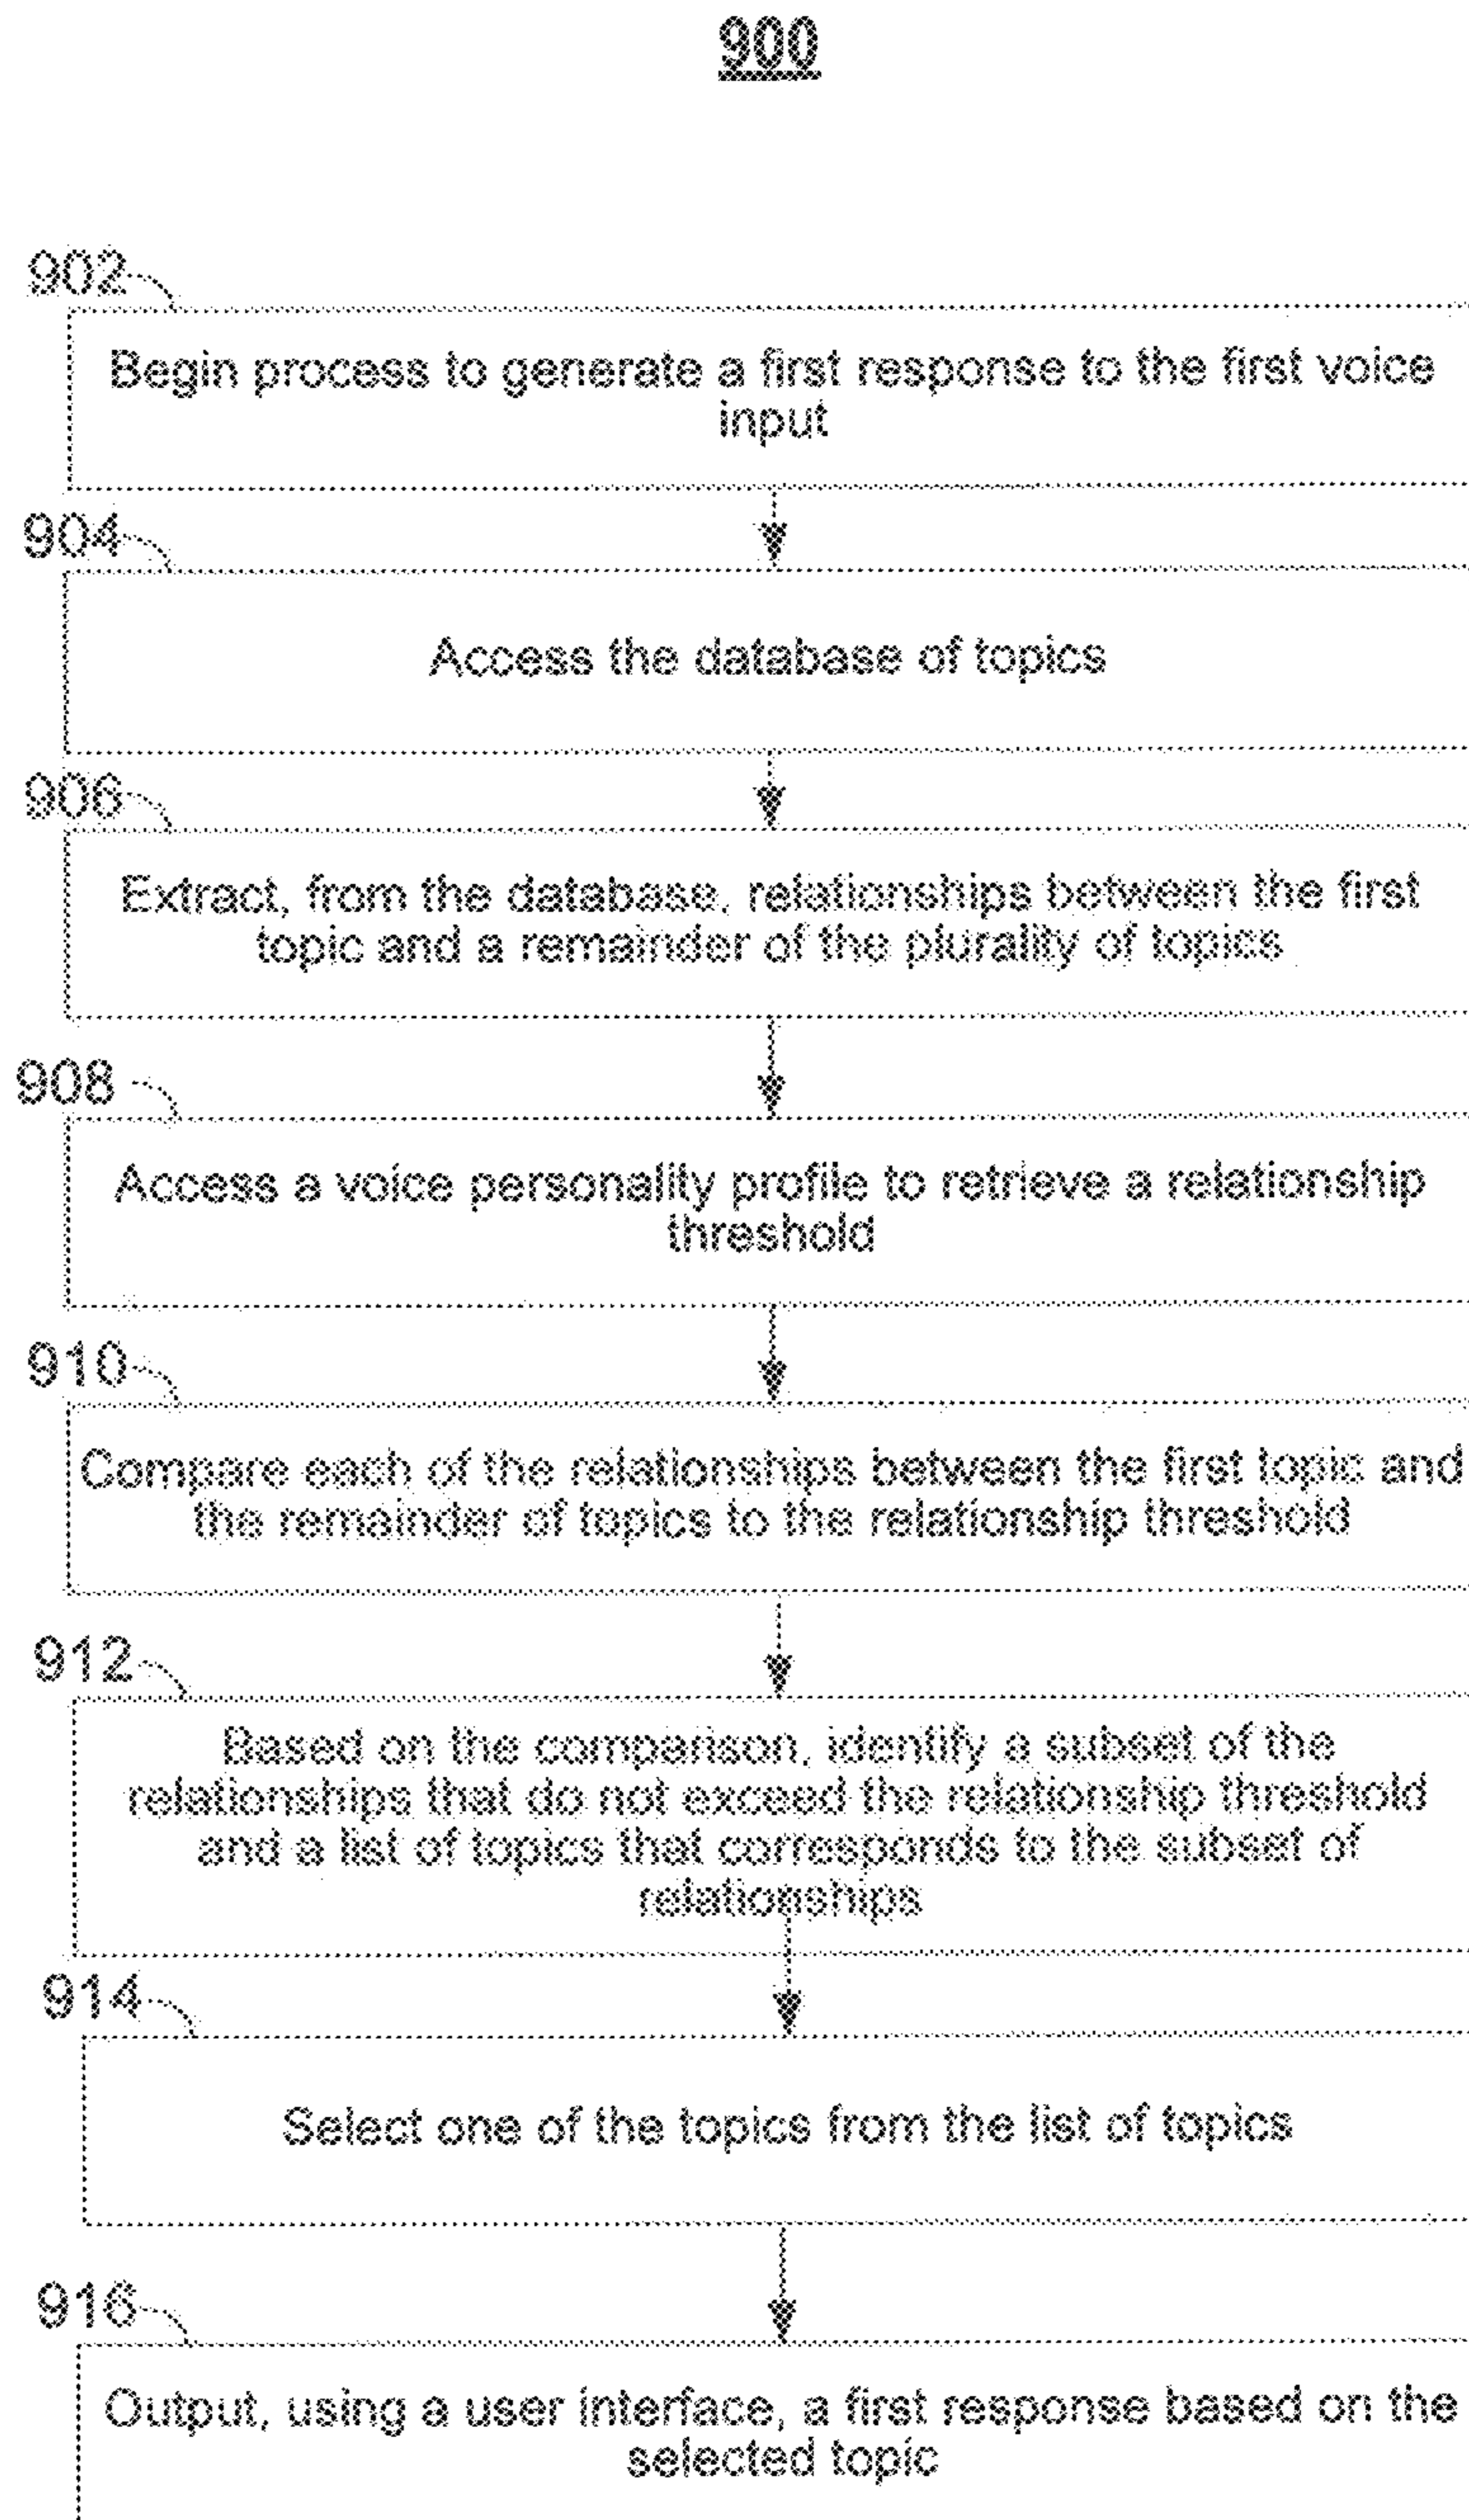 900
902
Begin process to generate a first response to the first voice
input
904
Access the database of topics
906
Extract, from the database, relationships between the first
topic and a remainder of the plurality of topics
908
Access a voice personality profile to retrieve a relationship
threshold
910
Compare each of the relationships between the first topic and
the remainder of topics to the relationship threshold
912
Based on the comparison, identify a subset of the
relationships that do not exceed the relationship threshold
and a list of topics that corresponds to the subset of
relationships
914
Select one of the topics from the list of topics
916
Output, using a user interface, a first response based on the
selected topic